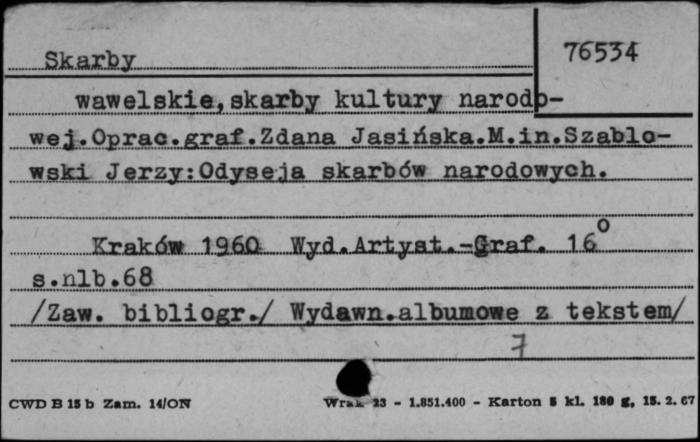 Skarby 76534
wawelskie,skarby kultury narodo-
wej.Oprac.graf.Zdana Jasińska.M.in.Szablo-
wski Jerzy:Odyseja skarbów narodowych.
Kraków 1960 Wyd.Artyst.-Graf. 16°
s.nlb.68
/Zaw. bibliogr./ Wydawn.albumowe z tekstem/
7
CWD B 15 b Zam. 14/ON 23 - 1.851.400 - Karton kl. 180 g, 15. 2. 67